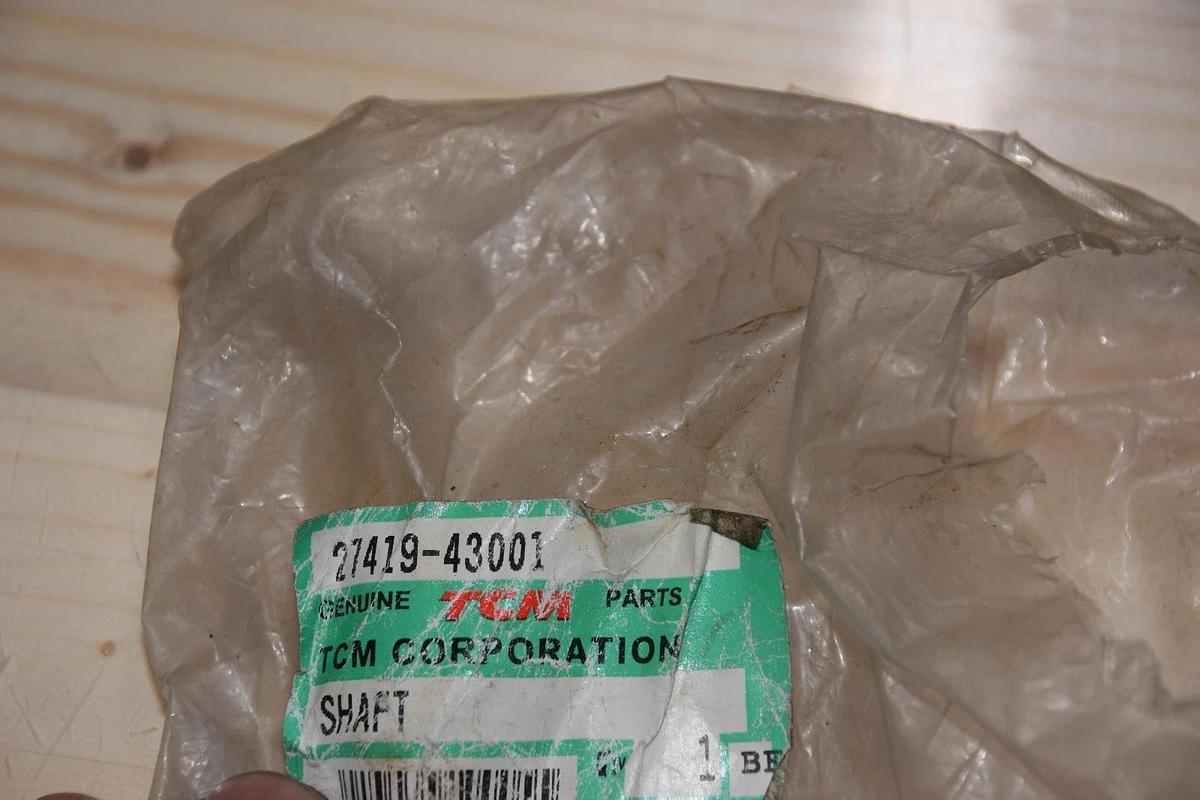 27419-43001
GENUINE TCM PARTS
TCM CORPORATION
SHAFT
1 BE